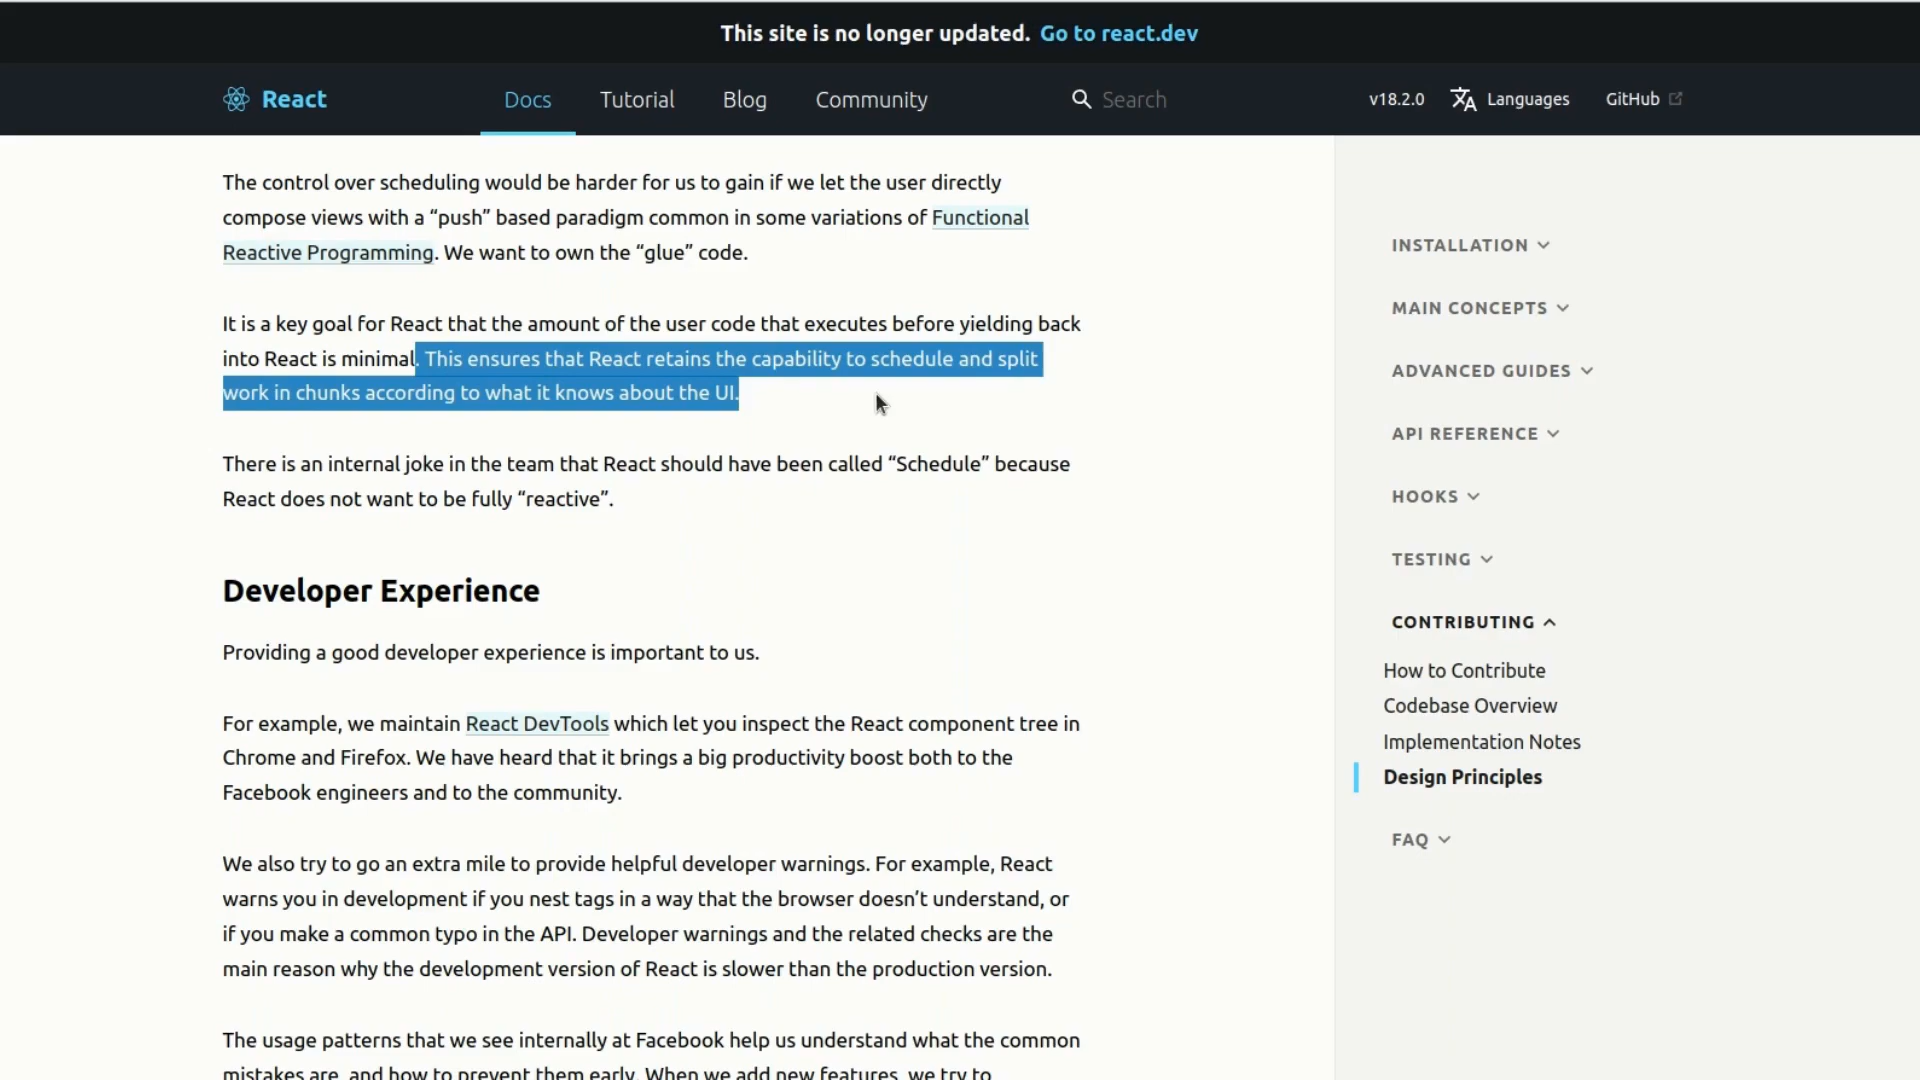 This site is no longer updated. Go to react.dev
React
Docs
Tutorial
Blog
Community
Search
v18.2.0
Languages
GitHub
The control over scheduling would be harder for us to gain if we let the user directly
compose views with a “push” based paradigm common in some variations of Functional
Reactive Programming. We want to own the “glue” code.
It is a key goal for React that the amount of the user code that executes before yielding back
into React is minimal. This ensures that React retains the capability to schedule and split
work in chunks according to what it knows about the UI.
There is an internal joke in the team that React should have been called “Schedule” because
React does not want to be fully “reactive”.
Developer Experience
Providing a good developer experience is important to us.
For example, we maintain React DevTools which let you inspect the React component tree in
Chrome and Firefox. We have heard that it brings a big productivity boost both to the
Facebook engineers and to the community.
We also try to go an extra mile to provide helpful developer warnings. For example, React
warns you in development if you nest tags in a way that the browser doesn’t understand, or
if you make a common typo in the API. Developer warnings and the related checks are the
main reason why the development version of React is slower than the production version.
The usage patterns that we see internally at Facebook help us understand what the common
mistakes are, and how to prevent them early. When we add new features, we try to
INSTALLATION
MAIN CONCEPTS
ADVANCED GUIDES
API REFERENCE
HOOKS
TESTING
CONTRIBUTING
How to Contribute
Codebase Overview
Implementation Notes
Design Principles
FAQ